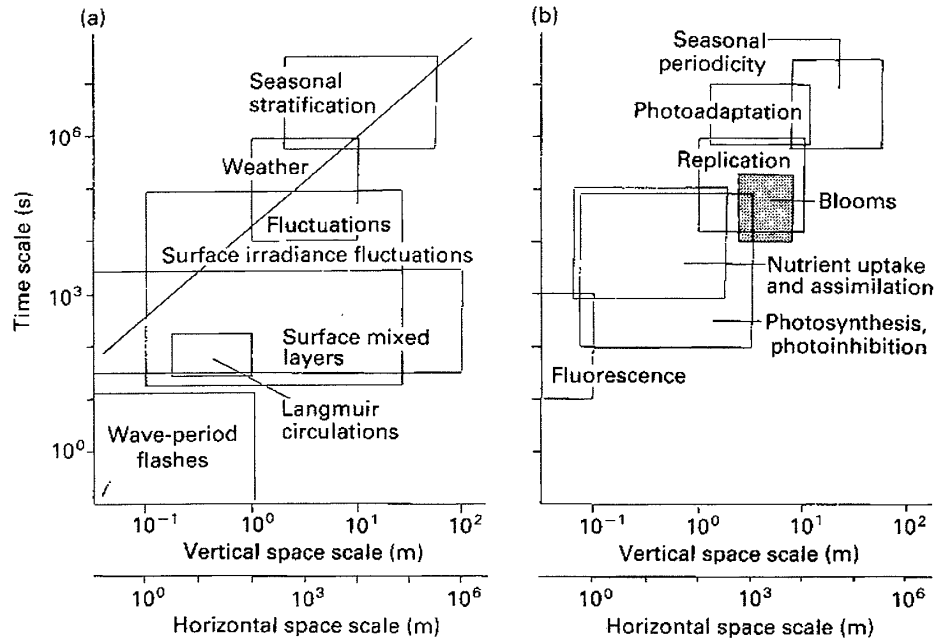 (a)
Seasonal
stratification
10^6
Weather
Fluctuations
Surface irradiance fluctuations
10^3
Surface mixed
layers
Langmuir
circulations
10^0
Wave-period
flashes
Time scale (s)
10^-1 10^0 10^1 10^2
Vertical space scale (m)
10^0 10^3 10^6
Horizontal space scale (m)
(b)
Seasonal
periodicity
Photoadaptation
Replication
Blooms
Nutrient uptake
and assimilation
Photosynthesis,
photoinhibition
Fluorescence
10^-1 10^0 10^1 10^2
Vertical space scale (m)
10^0 10^3 10^6
Horizontal space scale (m)